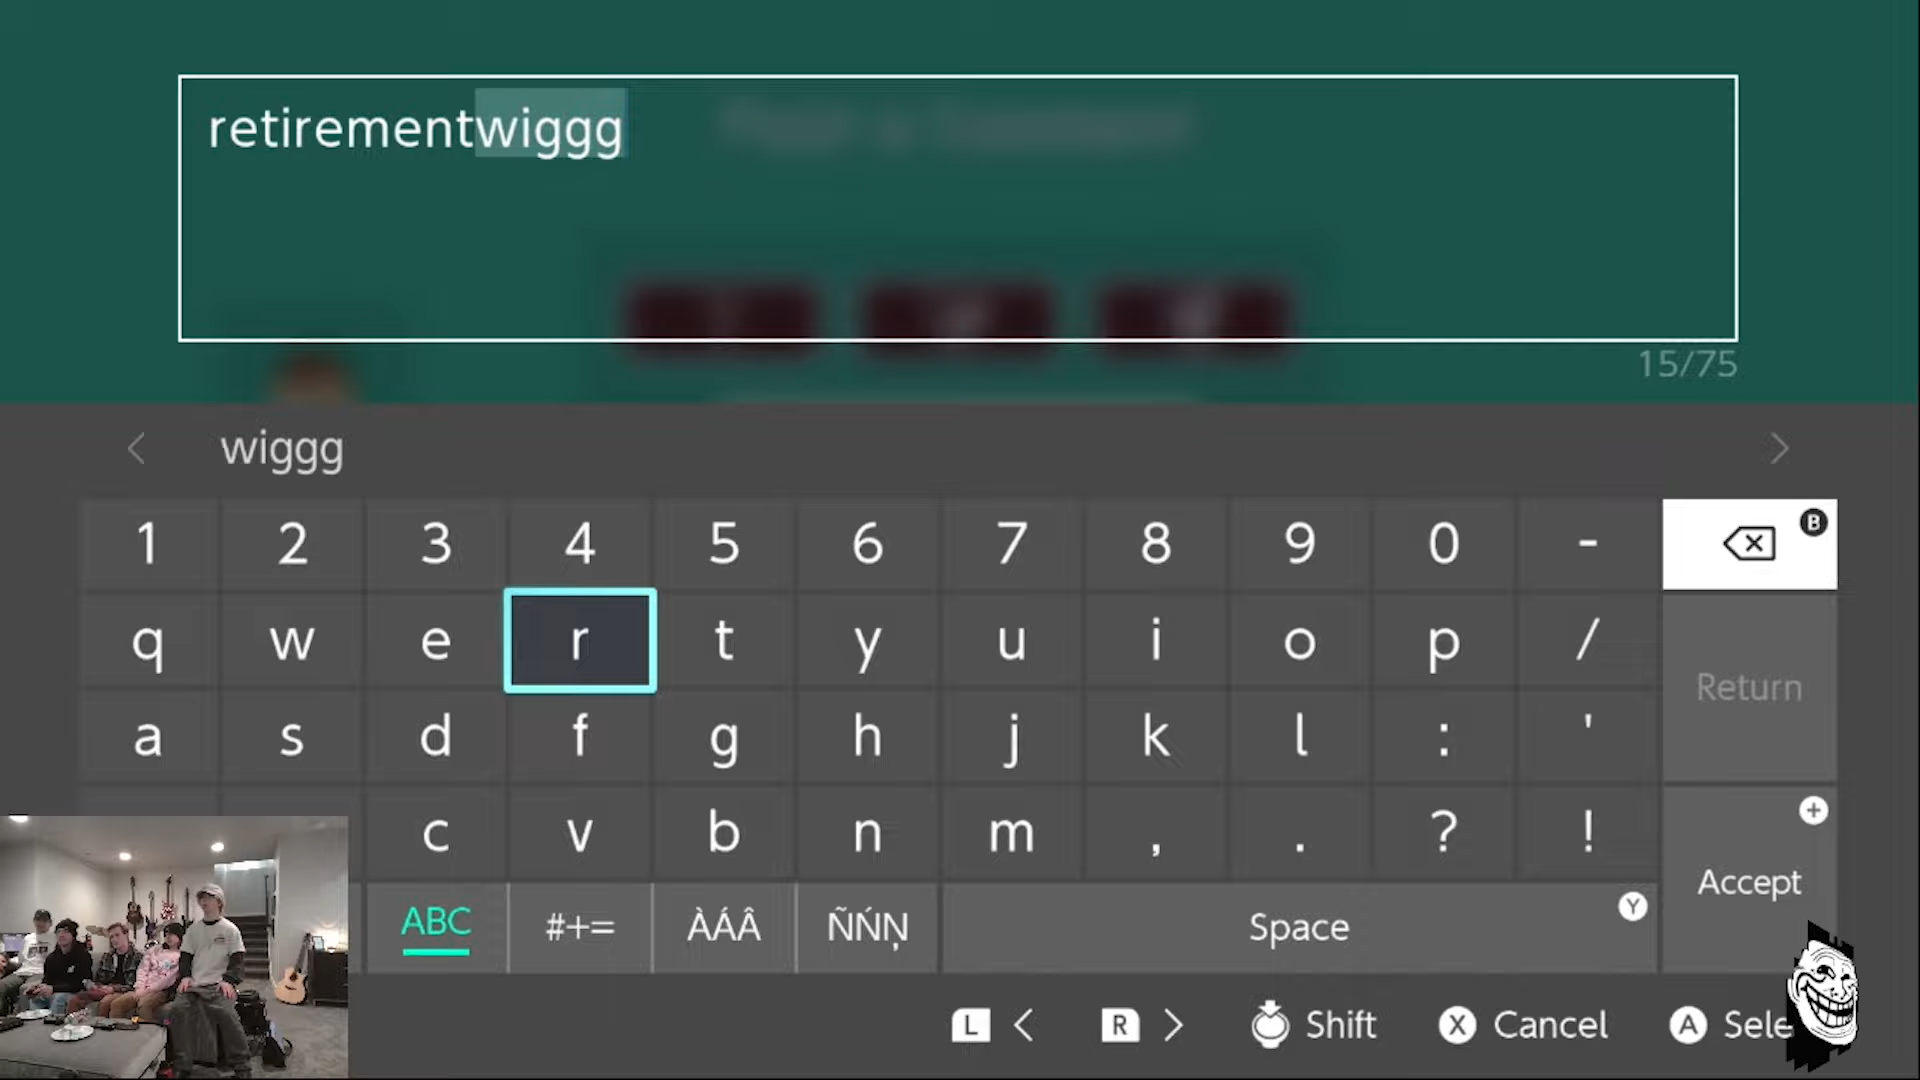 retirementwiggg
15/75
wiggg
1 2 3 4 5 6 7 8 9 0 - B
q w e r t y u i o p /
Return
a s d f g h j k l : '
c v b n m , . ? ! +
Accept
ABC #+= ÀÁÂ ÑŃŅ Space Y
L < R > Shift X Cancel A Sele